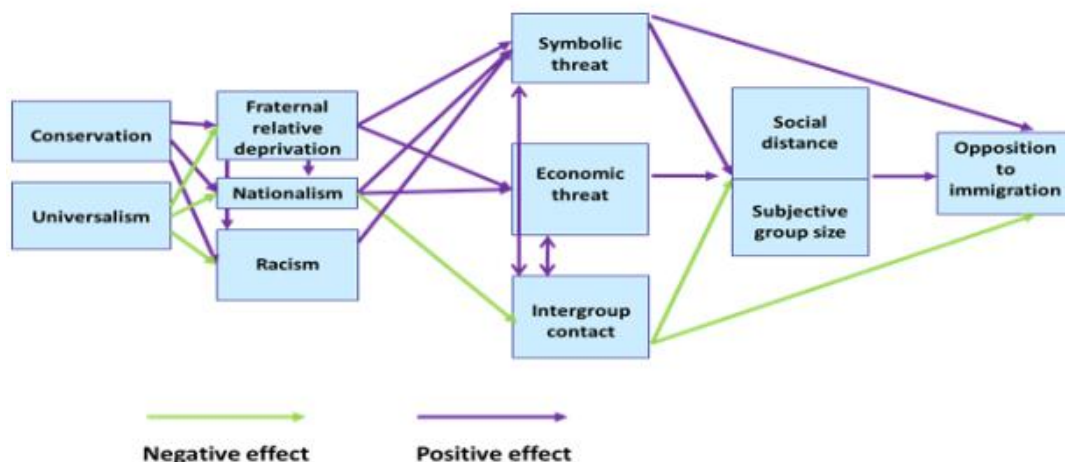 Symbolic
threat
Fraternal
relative
deprivation
Conservation
Social
distance
Opposition
to
immigration
Economic
threat
Nationalism
Universalism
Subjective
group size
Racism
Intergroup
contact
Negative effect
Positive effect